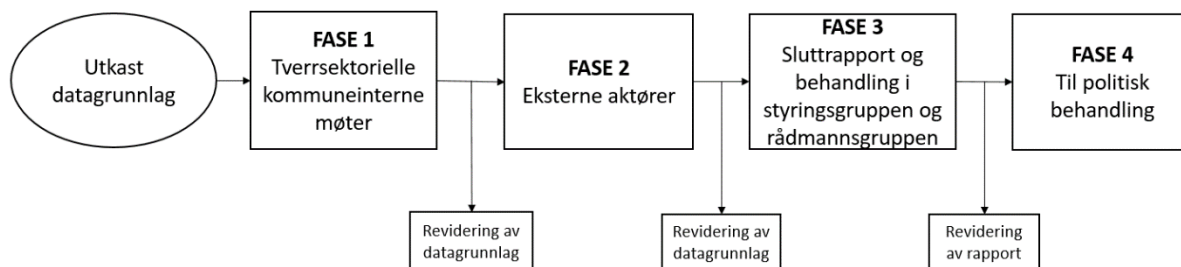 Utkast
datagrunnlag
FASE 1
Tverrsektorielle
kommuneinterne
møter
FASE 2
Eksterne aktører
FASE 3
Sluttrapport og
behandling i
styringsgruppen og
rådmannsgruppen
FASE 4
Til politisk
behandling
Revidering av
datagrunnlag
Revidering av
datagrunnlag
Revidering
av rapport